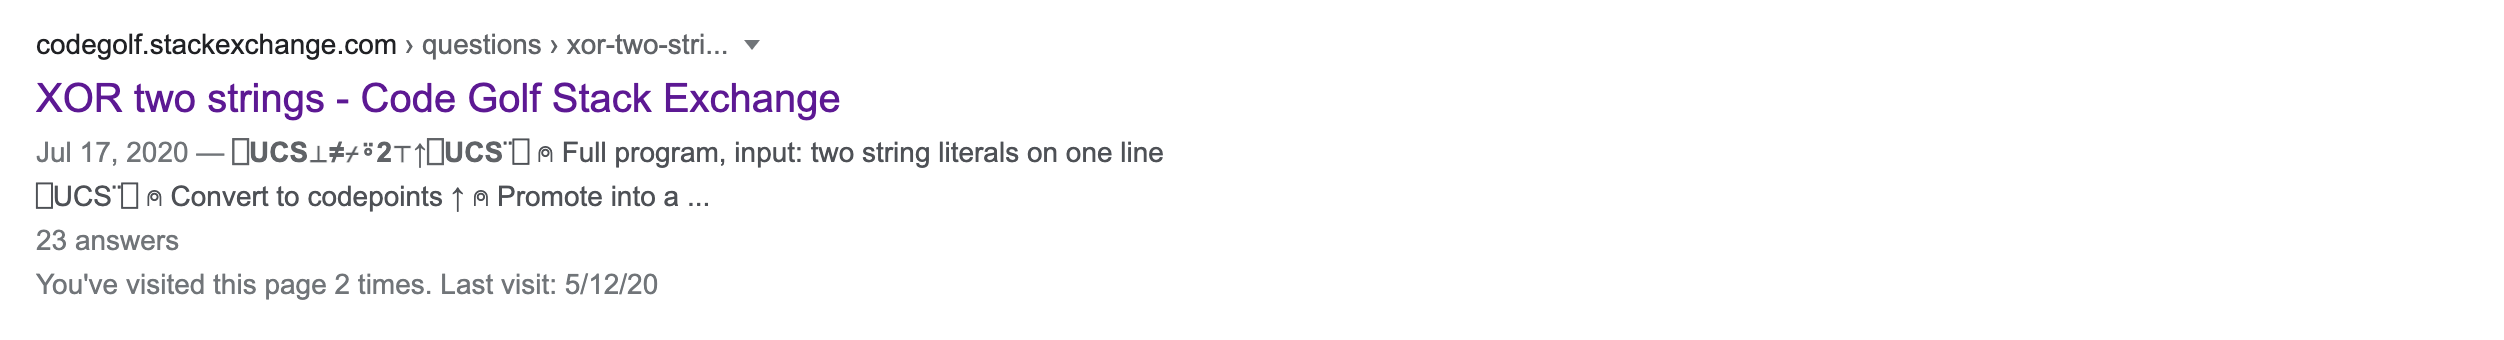 codegolf.stackexchange.com › questions › xor-two-stri...
XOR two strings - Code Golf Stack Exchange
Jul 17, 2020 — ⎕UCS⊥≢⌿⍤2⊤↑⎕UCS¨⎕ ⍝ Full program, input: two string literals on one line
⎕UCS¨⎕ ⍝ Convert to codepoints ↑ ⍝ Promote into a ...
23 answers
You've visited this page 2 times. Last visit: 5/12/20